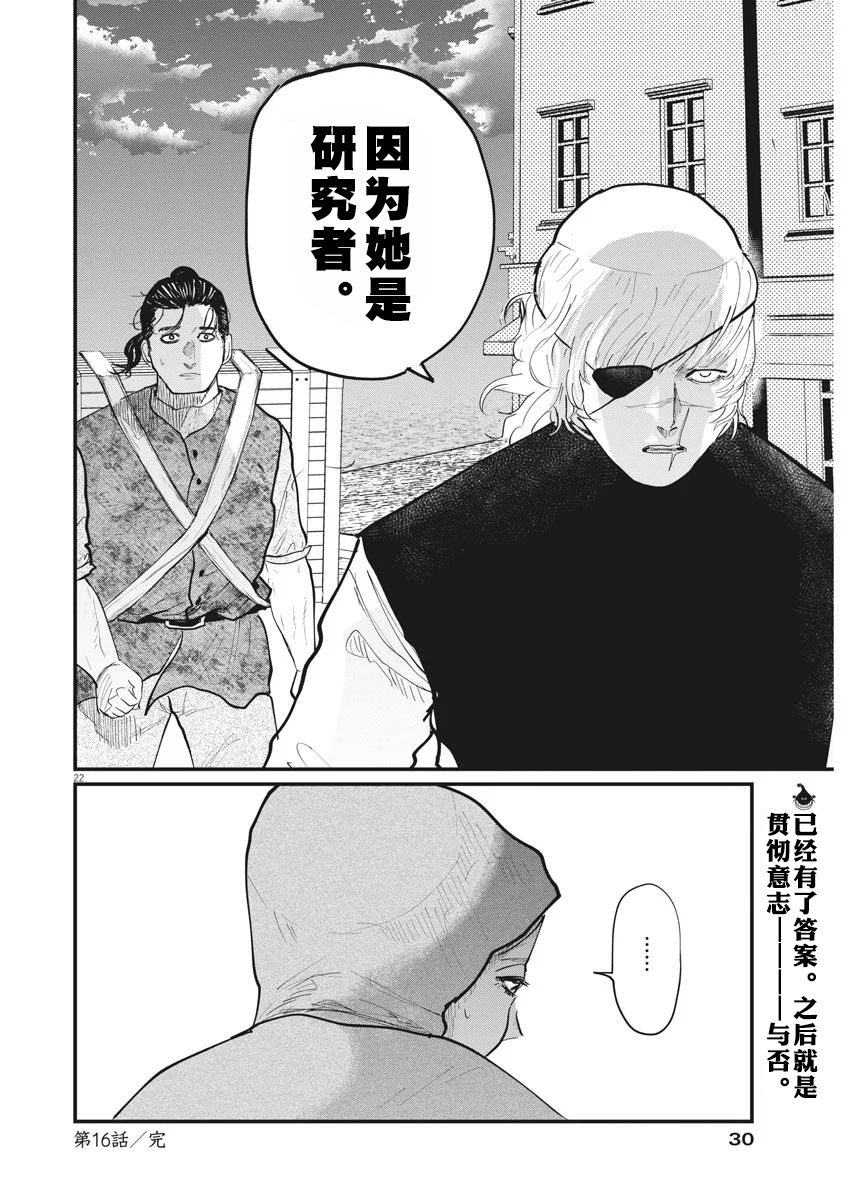 因为她是
研究者。
22
……
已经有了答案。之后就是
贯彻意志————与否。
第16話／完
30